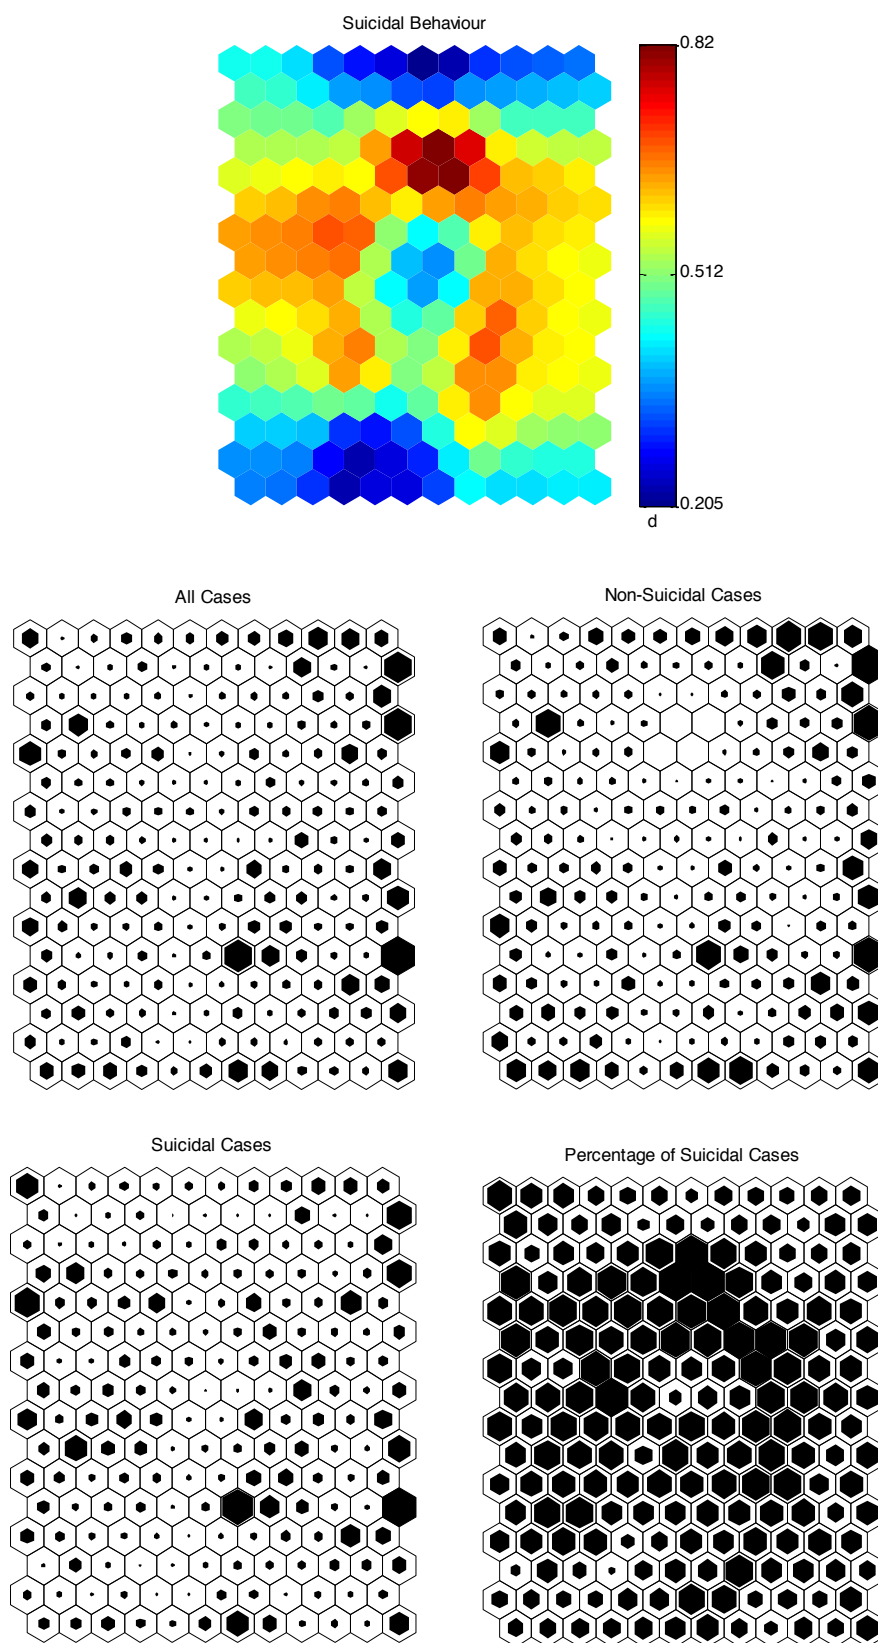 Suicidal Behaviour
0.82
0.512
0.205
d
All Cases
Non-Suicidal Cases
Suicidal Cases
Percentage of Suicidal Cases